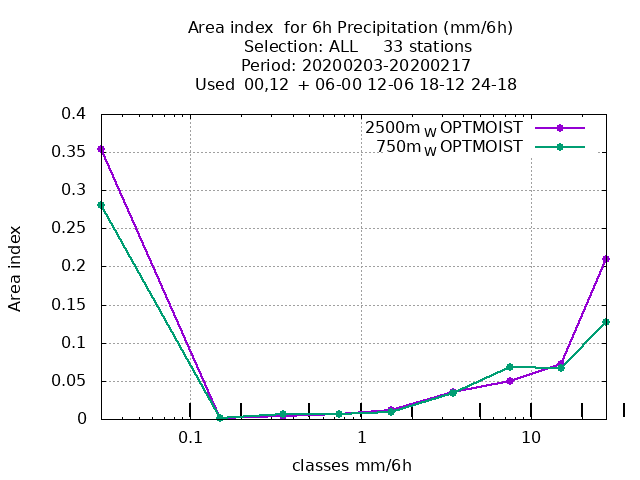 Area index  for 6h Precipitation (mm/6h)
Selection: ALL     33 stations
Period: 20200203-20200217
Used  00,12  + 06-00 12-06 18-12 24-18
2500m W OPTMOIST
750m W OPTMOIST
0.4
0.35
0.3
0.25
0.2
0.15
0.1
0.05
0
Area index
0.1
1
10
classes mm/6h